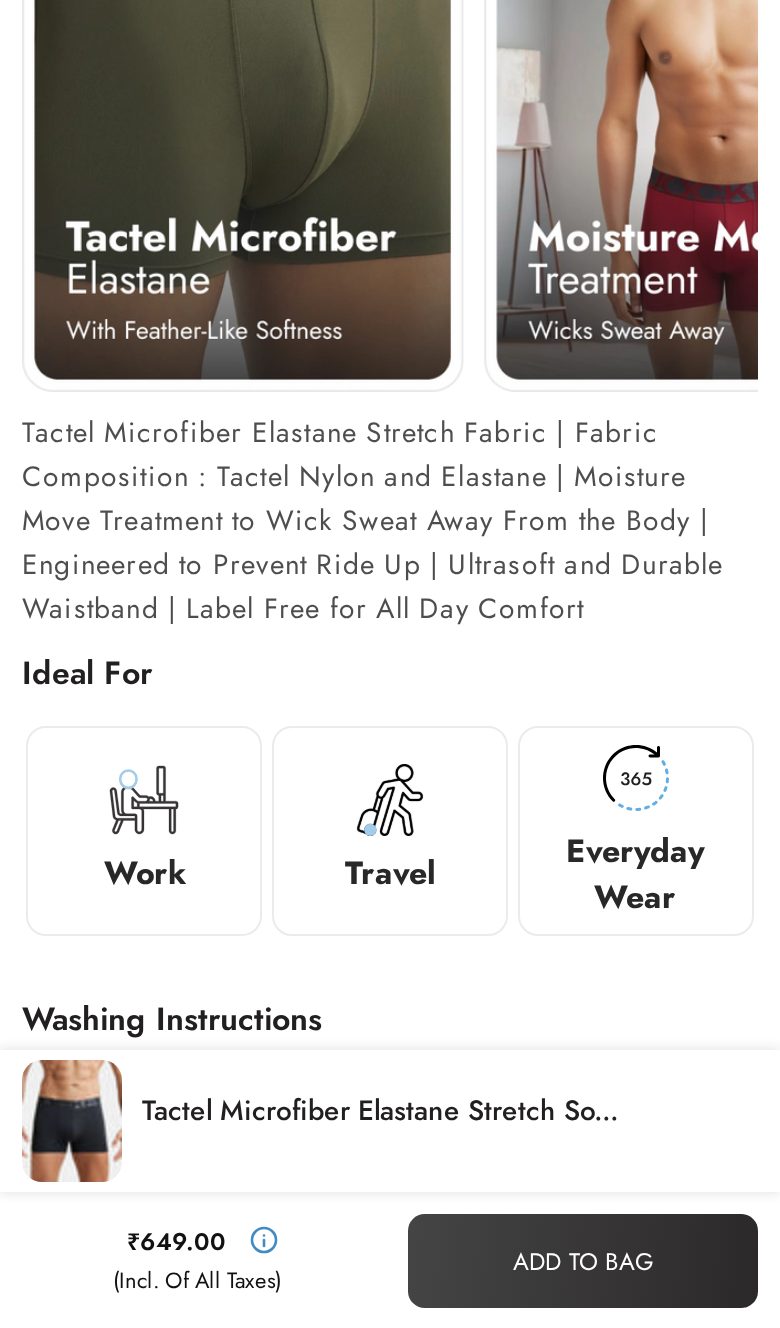 Tactel Microfiber
Elastane
With Feather-Like Softness
Moisture
Treatment
Wicks Sweat Away
Tactel Microfiber Elastane Stretch Fabric | Fabric
Composition : Tactel Nylon and Elastane | Moisture
Move Treatment to Wick Sweat Away From the Body |
Engineered to Prevent Ride Up | Ultrasoft and Durable
Waistband | Label Free for All Day Comfort
Ideal For
Work
Travel
365
Everyday
Wear
Washing Instructions
Tactel Microfiber Elastane Stretch So...
₹649.00
(Incl. Of All Taxes)
ADD TO BAG